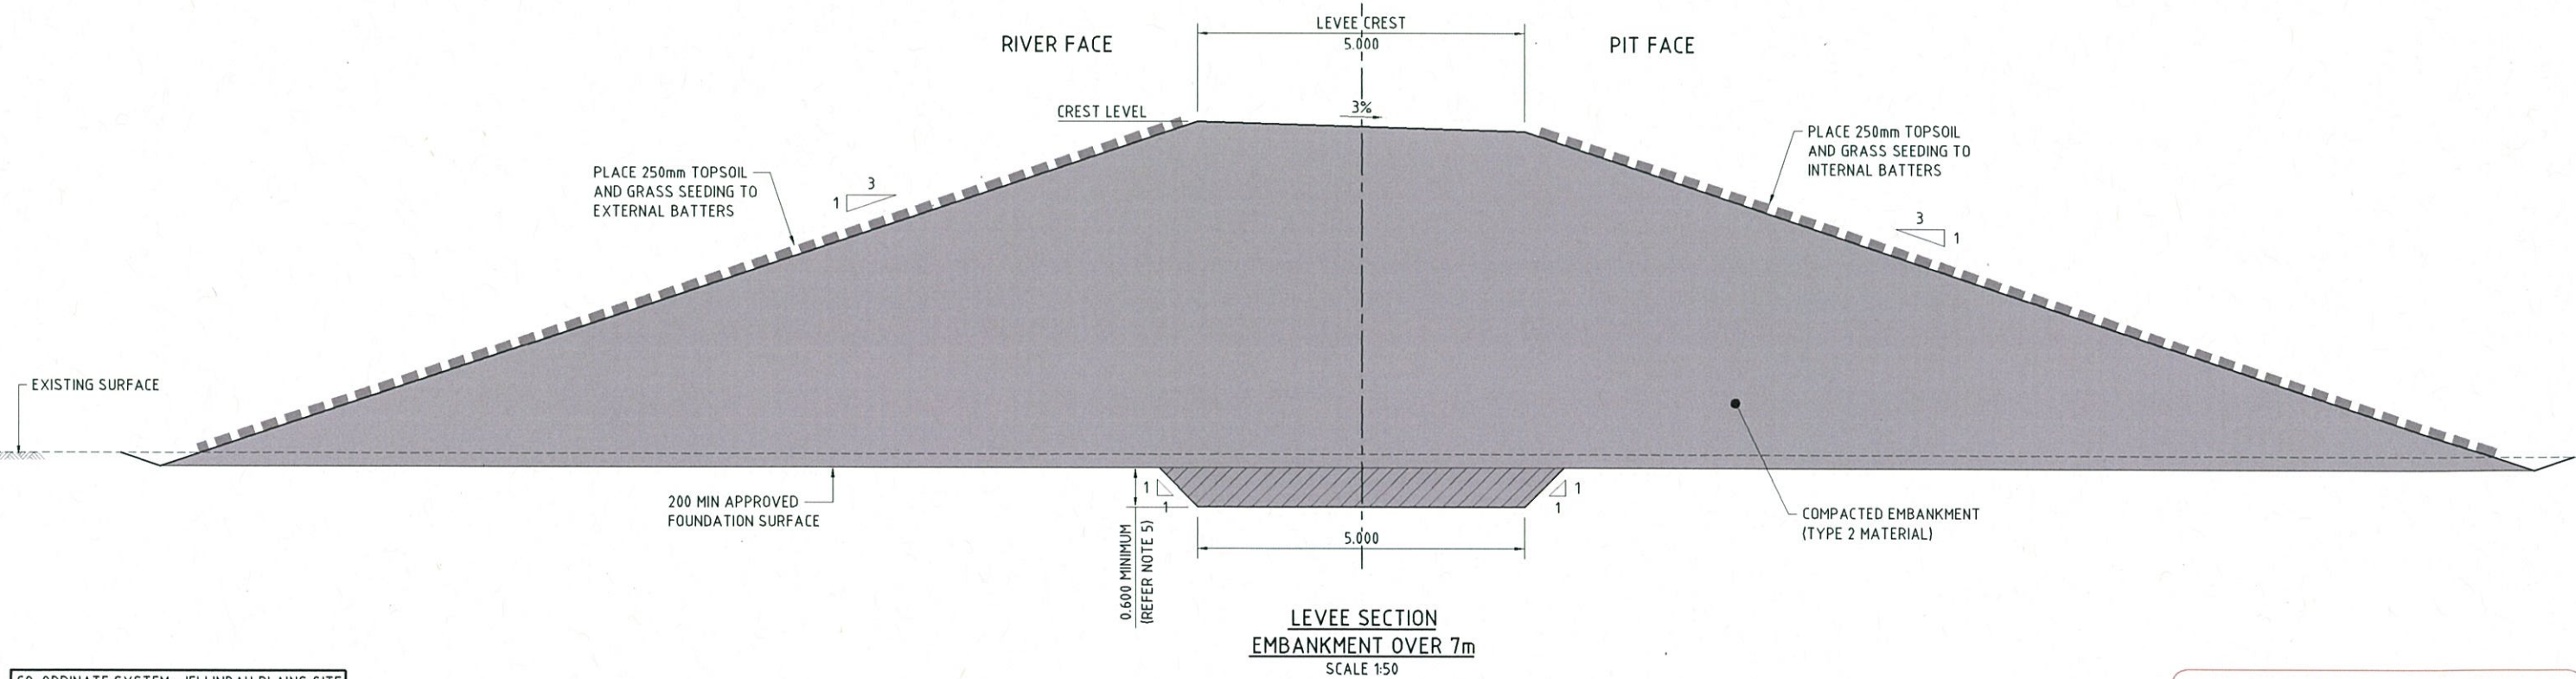 LEVEE CREST
5.000
RIVER FACE
PIT FACE
CREST LEVEL
3%
PLACE 250mm TOPSOIL
AND GRASS SEEDING TO
EXTERNAL BATTERS
3
1
PLACE 250mm TOPSOIL
AND GRASS SEEDING TO
INTERNAL BATTERS
3
1
EXISTING SURFACE
200 MIN APPROVED
FOUNDATION SURFACE
1
1
0.600 MINIMUM
(REFER NOTE 5)
1
1
5.000
COMPACTED EMBANKMENT
(TYPE 2 MATERIAL)
LEVEE SECTION
EMBANKMENT OVER 7m
SCALE 1:50